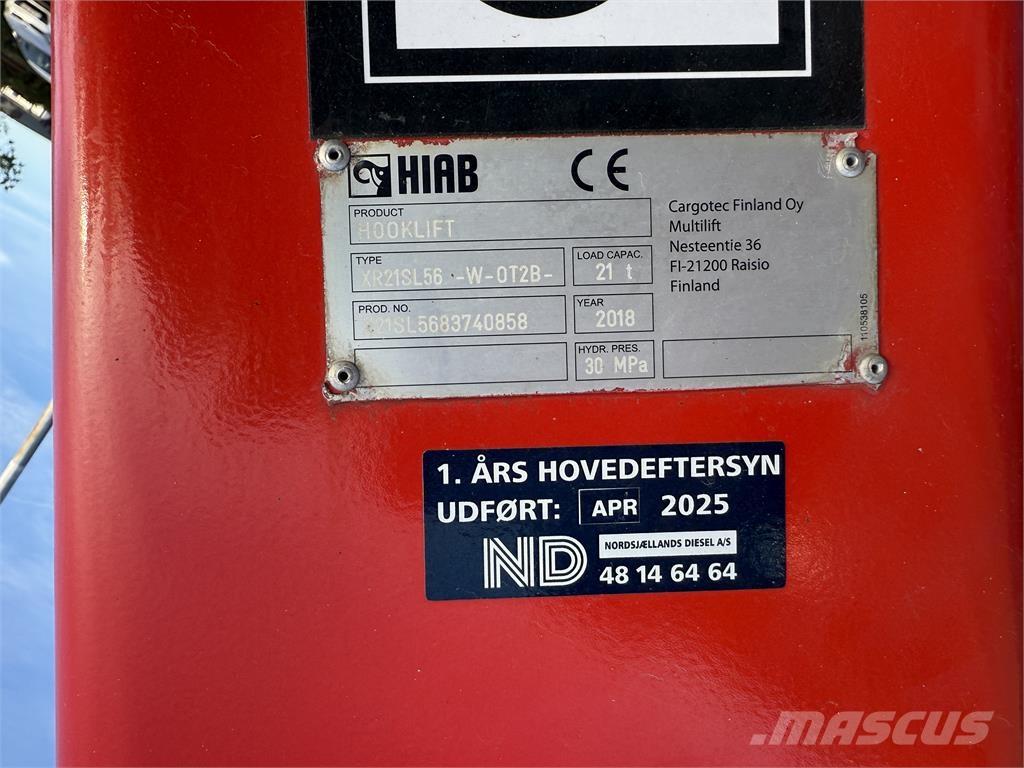 HIAB CE
PRODUCT
HOOKLIFT
TYPE
XR21SL56 -W-0T2B-
LOAD CAPAC.
21 t
PROD. NO.
21SL5683740858
YEAR
2018
HYDR. PRES.
30 MPa
Cargotec Finland Oy
Multilift
Nesteentie 36
FI-21200 Raisio
Finland
110538105
1. ÅRS HOVEDEFTERSYN
UDFØRT: APR 2025
ND
NORDSJÆLLANDS DIESEL A/S
48 14 64 64
MASCUS